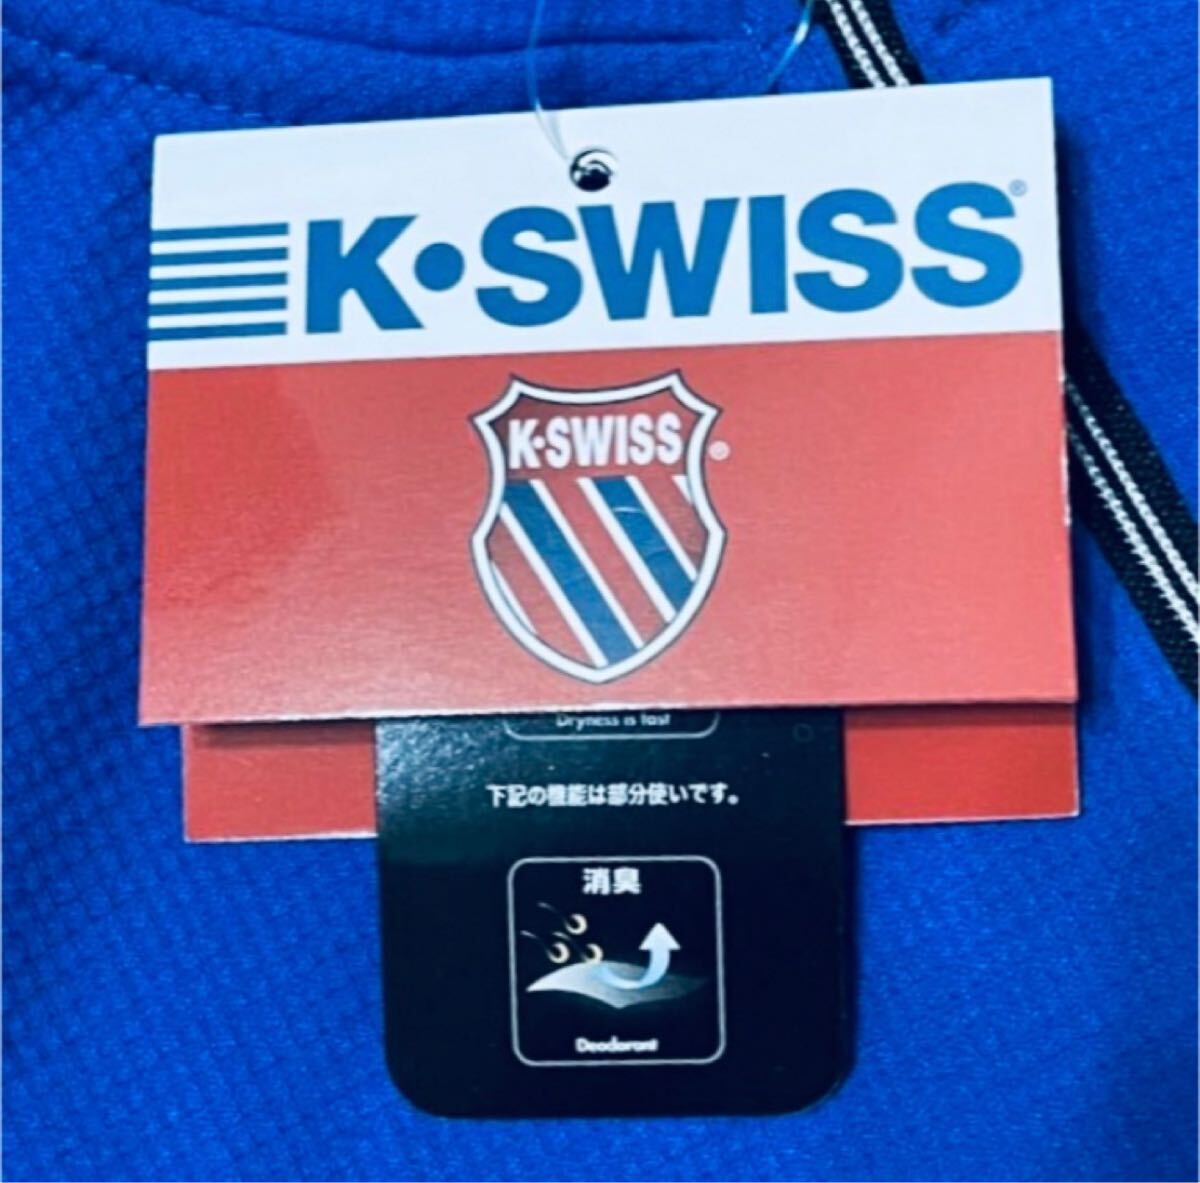 K·SWISS®
K·SWISS®
Dryness is fast
下記の機能は部分使いです。
消臭
Deodorant